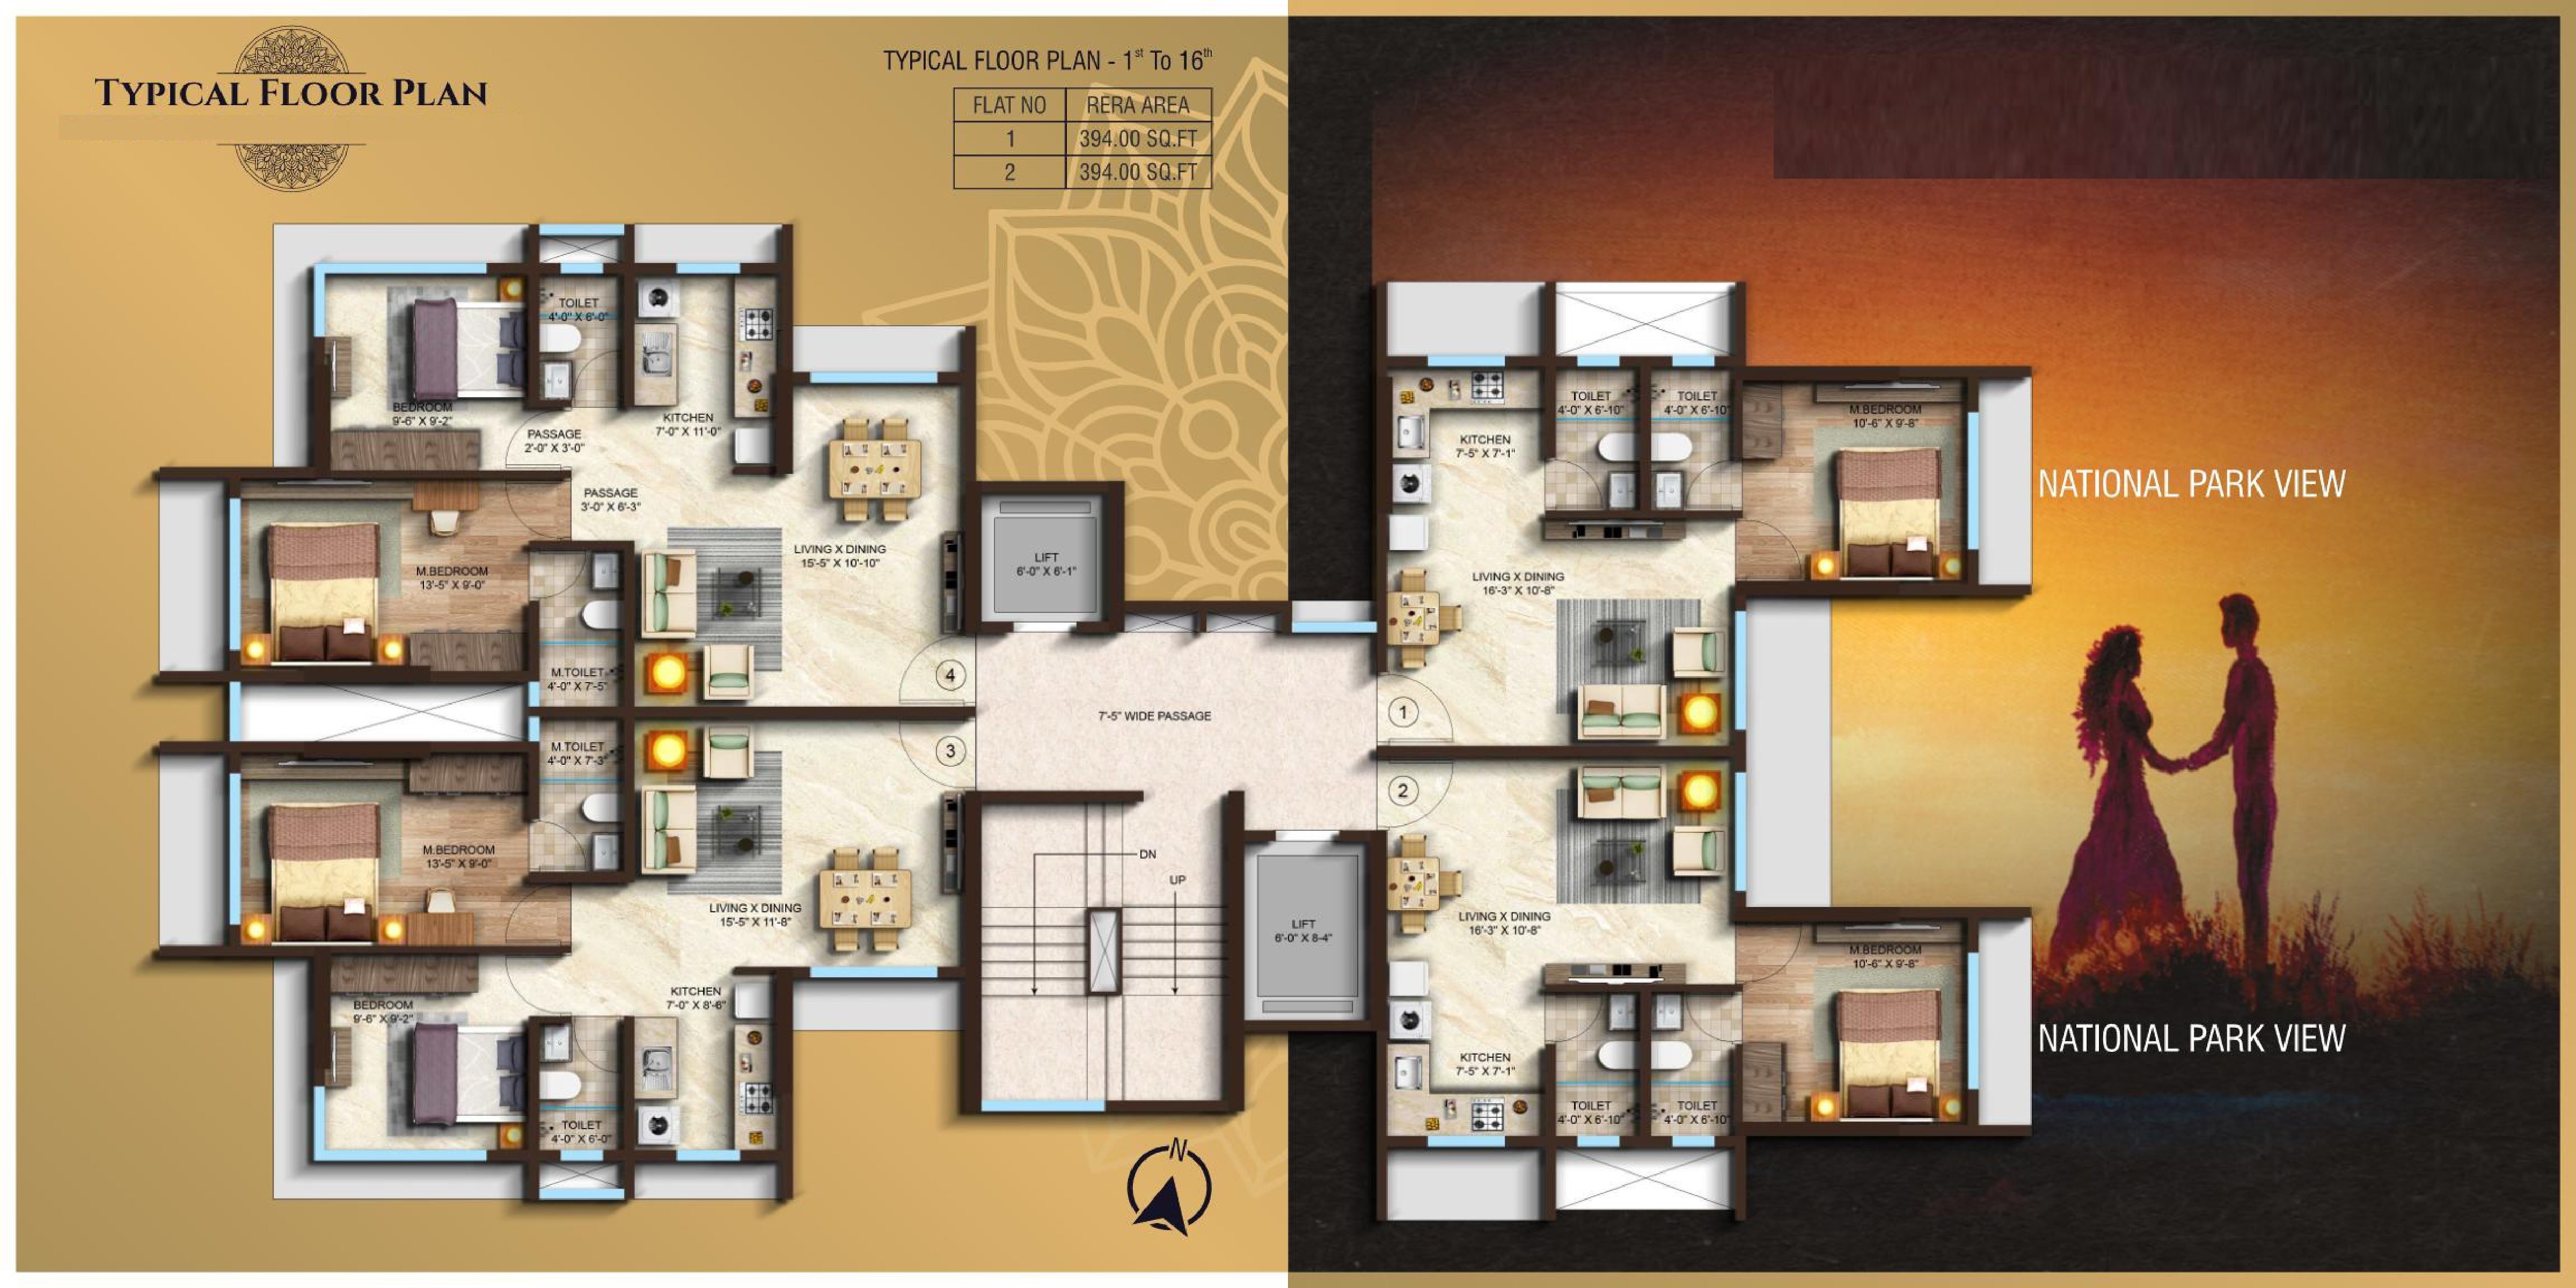 TYPICAL FLOOR PLAN
TYPICAL FLOOR PLAN - 1st To 16th
FLAT NO RERA AREA
1 394.00 SQ.FT
2 394.00 SQ.FT
TOILET
4'-0" X 6'-0"
BEDROOM
9'-6" X 9'-2"
PASSAGE
2'-0" X 3'-0"
KITCHEN
7'-0" X 11'-0"
PASSAGE
3'-0" X 6'-3"
M.BEDROOM
13'-5" X 9'-0"
LIVING X DINING
15'-5" X 10'-10"
M.TOILET
4'-0" X 7'-5"
4
LIFT
6'-0" X 6'-1"
7'-5" WIDE PASSAGE
M.TOILET
4'-0" X 7'-3"
3
M.BEDROOM
13'-5" X 9'-0"
LIVING X DINING
15'-5" X 11'-8"
BEDROOM
9'-6" X 9'-2"
KITCHEN
7'-0" X 8'-6"
TOILET
4'-0" X 6'-0"
DN
UP
LIFT
6'-0" X 8-4"
N
TOILET
4'-0" X 6'-10"
TOILET
4'-0" X 6'-10"
M.BEDROOM
10'-6" X 9'-8"
KITCHEN
7'-5" X 7'-1"
NATIONAL PARK VIEW
LIVING X DINING
16'-3" X 10'-8"
1
2
LIVING X DINING
16'-3" X 10'-8"
M.BEDROOM
10'-6" X 9'-8"
NATIONAL PARK VIEW
KITCHEN
7'-5" X 7'-1"
TOILET
4'-0" X 6'-10"
TOILET
4'-0" X 6'-10"